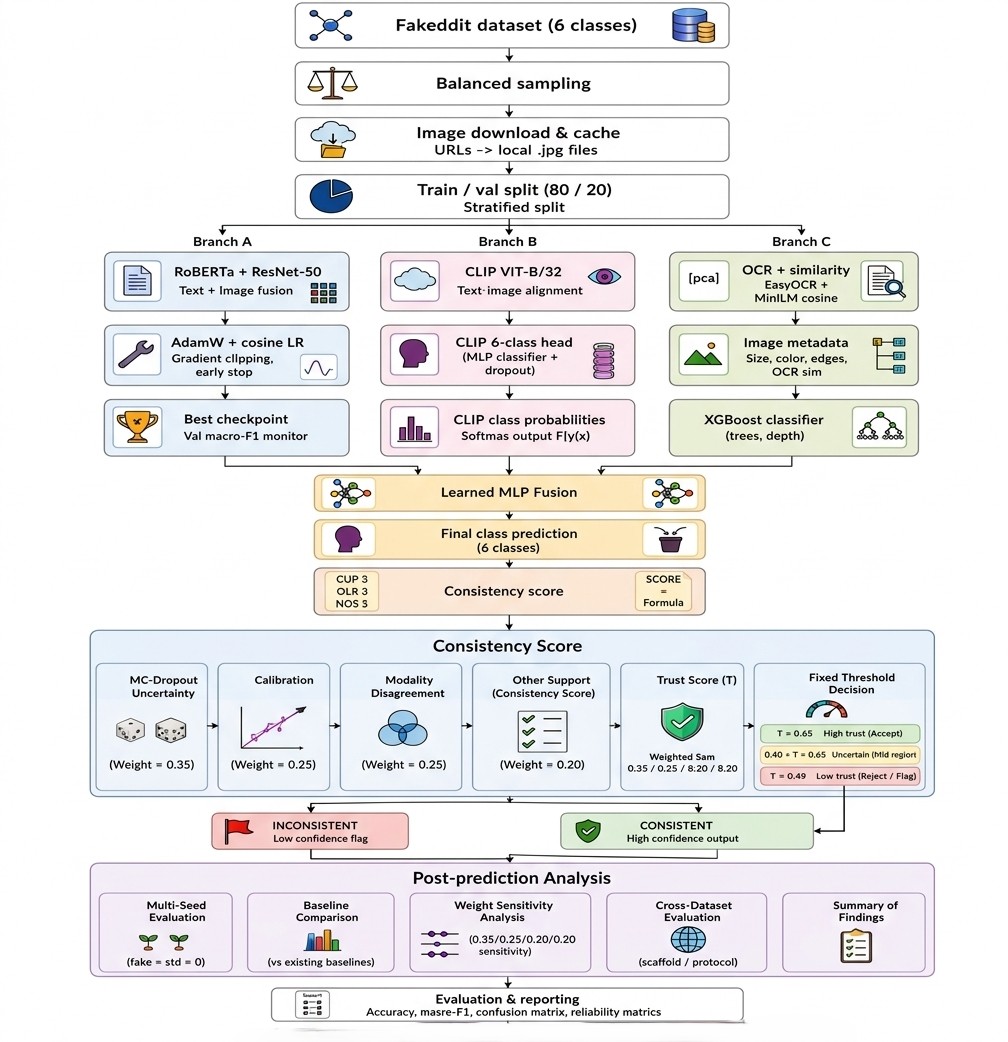 Fakeddit dataset (6 classes)
Balanced sampling
Image download & cache
URLs -> local .jpg files
Train / val split (80 / 20)
Stratified split
Branch A
Branch B
Branch C
RoBERTa + ResNet-50
Text + Image fusion
CLIP VIT-B/32
Text-image alignment
[pca]
OCR + similarity
EasyOCR +
MinILM cosine
AdamW + cosine LR
Gradient clipping,
early stop
CLIP 6-class head
(MLP classifier +
dropout)
Image metadata
Size, color, edges,
OCR sim
Best checkpoint
Val macro-F1 monitor
CLIP class probabllities
Softmas output F|y(x)
XGBoost classifier
(trees, depth)
Learned MLP Fusion
Final class prediction
(6 classes)
CUP 3
OLR 3
NOS 3
Consistency score
SCORE
=
Formula
Consistency Score
MC-Dropout
Uncertainty
(Weight = 0.35)
Calibration
(Weight = 0.25)
Modality
Disagreement
(Weight = 0.25)
Other Support
(Consistency Score)
(Weight = 0.20)
Trust Score (T)
Weighted Sam
0.35 / 0.25 / 8.20 / 8.20
Fixed Threshold
Decision
T = 0.65 High trust (Accept)
0.40 + T = 0.65 Uncertain (Mld region
T = 0.49 Low trust (Reject / Flag)
INCONSISTENT
Low confidence flag
CONSISTENT
High confidence output
Post-prediction Analysis
Multi-Seed
Evaluation
(fake = std = 0)
Baseline
Comparison
(vs existing baselines)
Weight Sensitivity
Analysis
(0.35/0.25/0.20/0.20
sensitivity)
Cross-Dataset
Evaluation
(scaffold / protocol)
Summary of
Findings
Evaluation & reporting
Accuracy, masre-F1, confusion matrix, reliability matrics